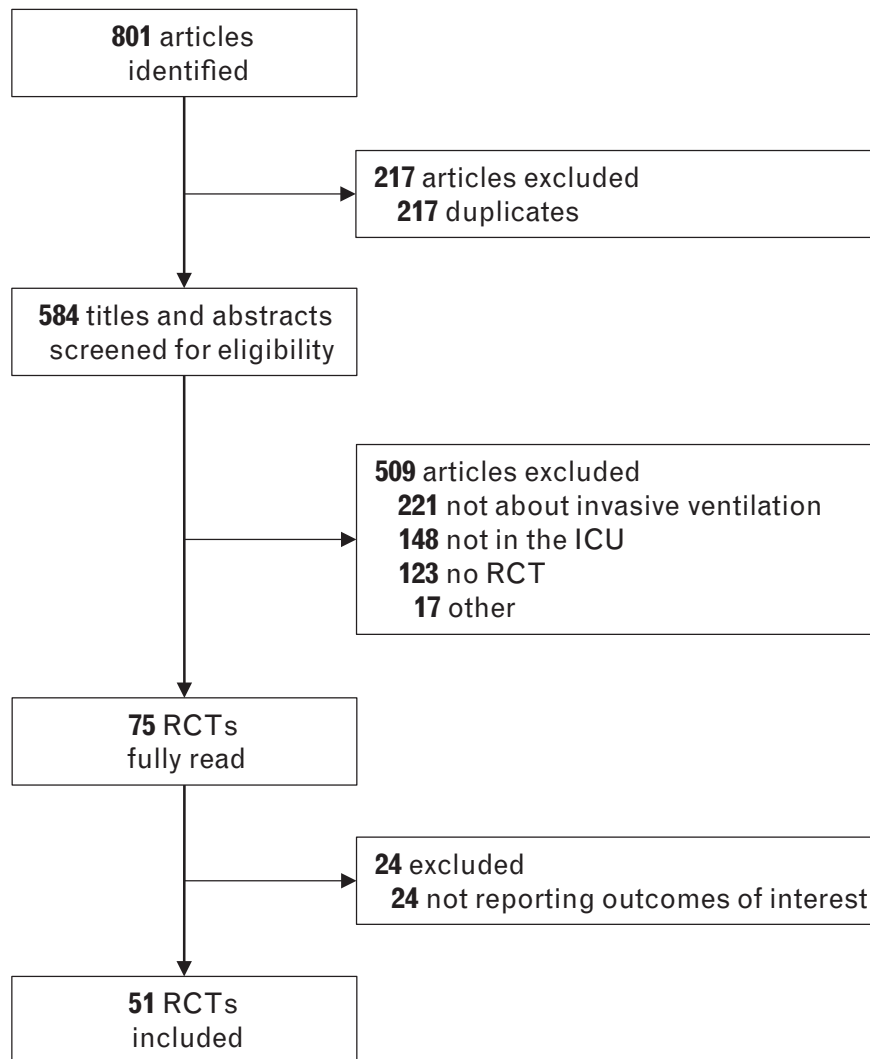 801 articles
identified
217 articles excluded
217 duplicates
584 titles and abstracts
screened for eligibility
509 articles excluded
221 not about invasive ventilation
148 not in the ICU
123 no RCT
17 other
75 RCTs
fully read
24 excluded
24 not reporting outcomes of interest
51 RCTs
included